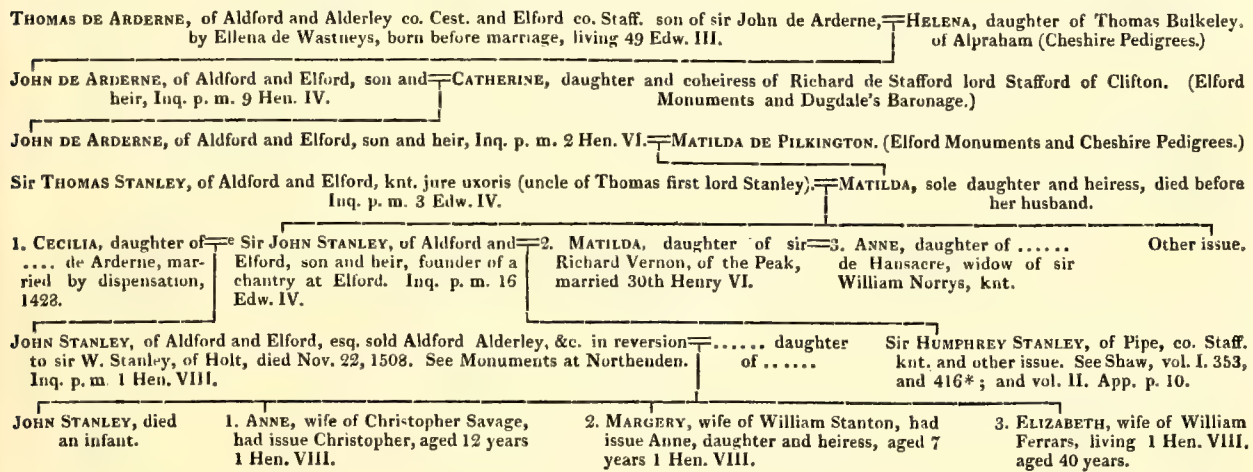 THOMAS DE ARDERNE, of Aldford and Alderley co. Cest. and Elford co. Staff. son of sir John de Arderne,
by Ellena de Wastneys, born before marriage, living 49 Edw. III.
HELENA, daughter of Thomas Bulkeley.
of Alpraham (Cheshire Pedigrees.)
JOHN DE ARDERNE, of Aldford and Elford, son and
heir, Inq. p. m. 9 Hen. IV.
CATHERINE, daughter and coheiress of Richard de Stafford lord Stafford of Clifton. (Elford
Monuments and Dugdale's Baronage.)
JOHN DE ARDERNE, of Aldford and Elford, son and heir, Inq. p. m. 2 Hen. VI.
MATILDA DE PILKINGTON. (Elford Monuments and Cheshire Pedigrees.)
Sir THOMAS STANLEY, of Aldford and Elford, knt. jure uxoris (uncle of Thomas first lord Stanley).
Inq. p. m. 3 Edw. IV.
MATILDA, sole daughter and heiress, died before
her husband.
1. CECILIA, daughter of
.... de Arderne, mar-
ried by dispensation,
1428.
e Sir JOHN STANLEY, of Aldford and
Elford, son and heir, founder of a
chantry at Elford. Inq. p. m. 16
Edw. IV.
2. MATILDA, daughter of sir
Richard Vernon, of the Peak,
married 30th Henry VI.
3. ANNE, daughter of ......
de Hansacre, widow of sir
William Norrys, knt.
Other issue.
JOHN STANLEY, of Aldford and Elford, esq. sold Aldford Alderley, &c. in reversion
to sir W. Stanley, of Holt, died Nov. 22, 1508. See Monuments at Northenden.
Inq. p. m. 1 Hen. VIII.
...... daughter
of ......
Sir HUMPHREY STANLEY, of Pipe, co. Staff.
knt. and other issue. See Shaw, vol. I. 353,
and 416*; and vol. II. App. p. 10.
JOHN STANLEY, died
an infant.
1. ANNE, wife of Christopher Savage,
had issue Christopher, aged 12 years
1 Hen. VIII.
2. MARGERY, wife of William Stanton, had
issue Anne, daughter and heiress, aged 7
years 1 Hen. VIII.
3. ELIZABETH, wife of William
Ferrars, living 1 Hen. VIII.
aged 40 years.